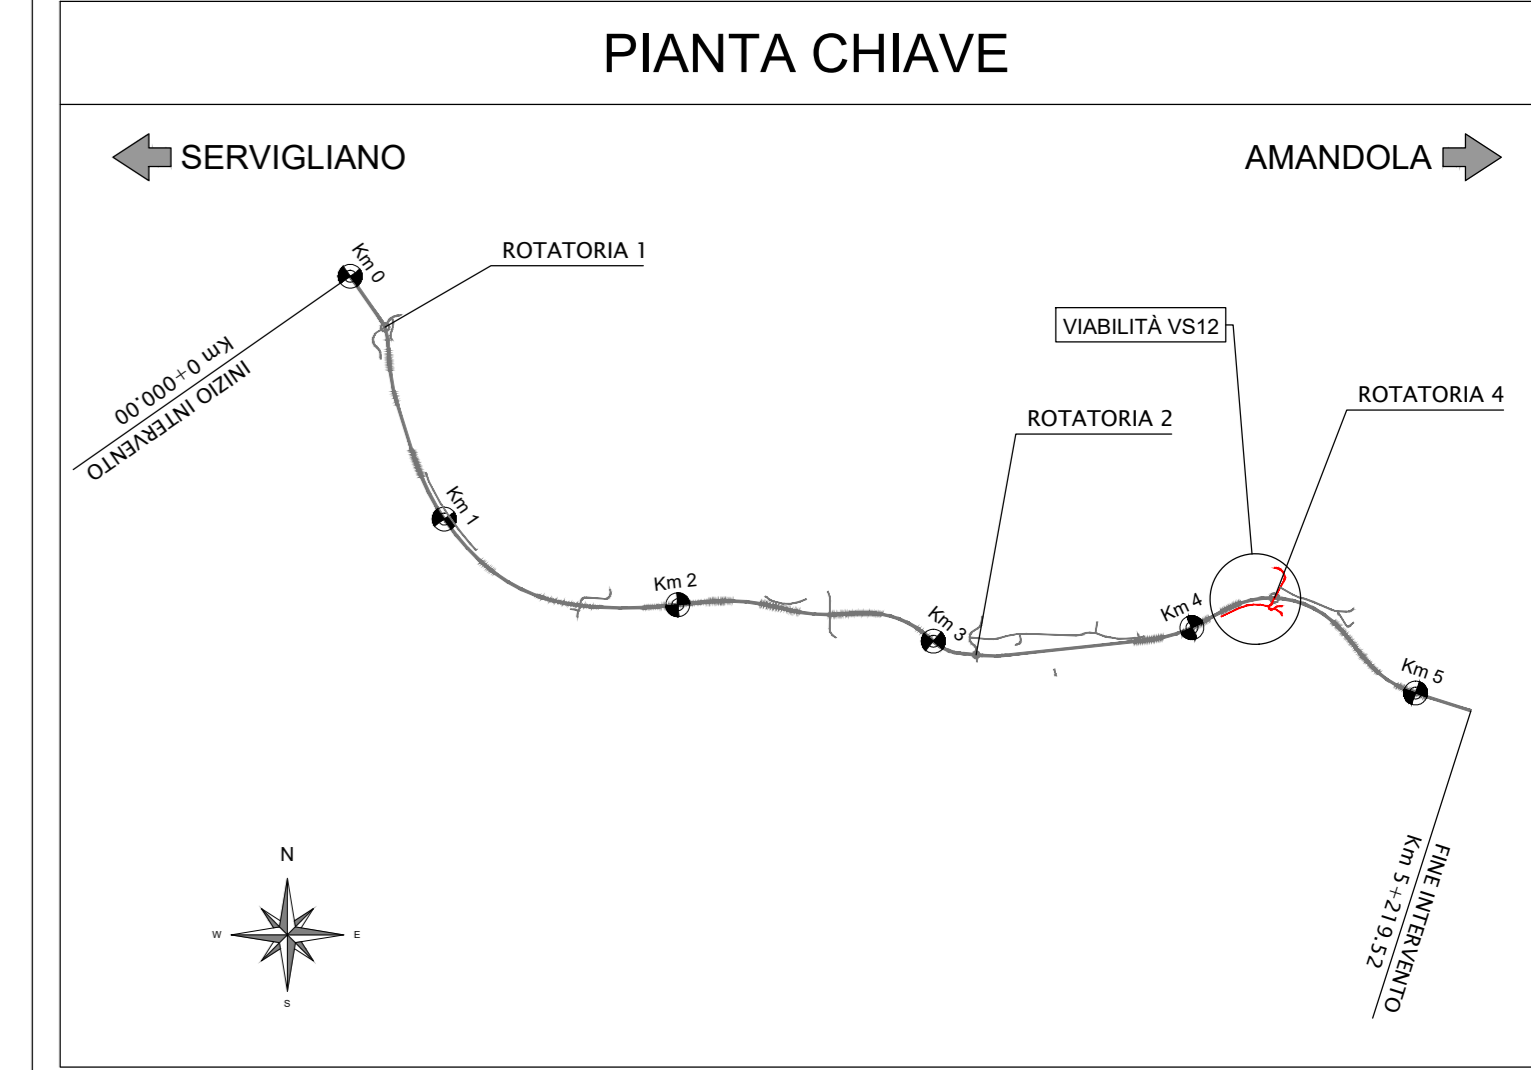 PIANTA CHIAVE
SERVIGLIANO
AMANDOLA
Km 0
ROTATORIA 1
Km 0+000.00
INIZIO INTERVENTO
VIABILITÀ VS12
ROTATORIA 4
ROTATORIA 2
Km 1
Km 2
Km 3
Km 4
Km 5
FINE INTERVENTO
Km 5+219.52
N
W
E
S